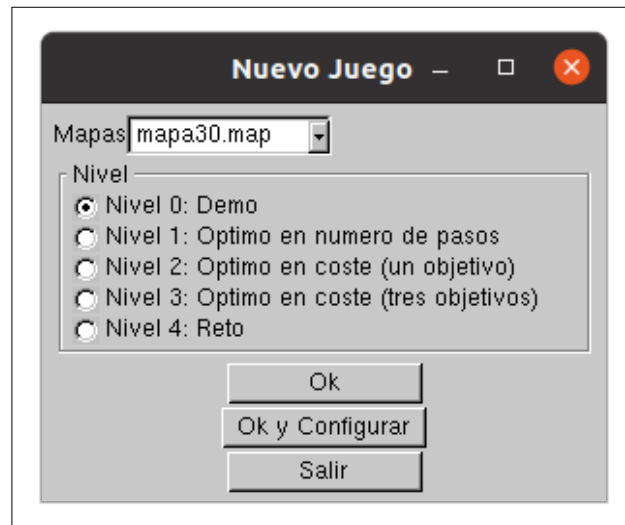 Nuevo Juego
Mapas mapa30.map
Nivel
Nivel 0: Demo
Nivel 1: Optimo en numero de pasos
Nivel 2: Optimo en coste (un objetivo)
Nivel 3: Optimo en coste (tres objetivos)
Nivel 4: Reto
Ok
Ok y Configurar
Salir